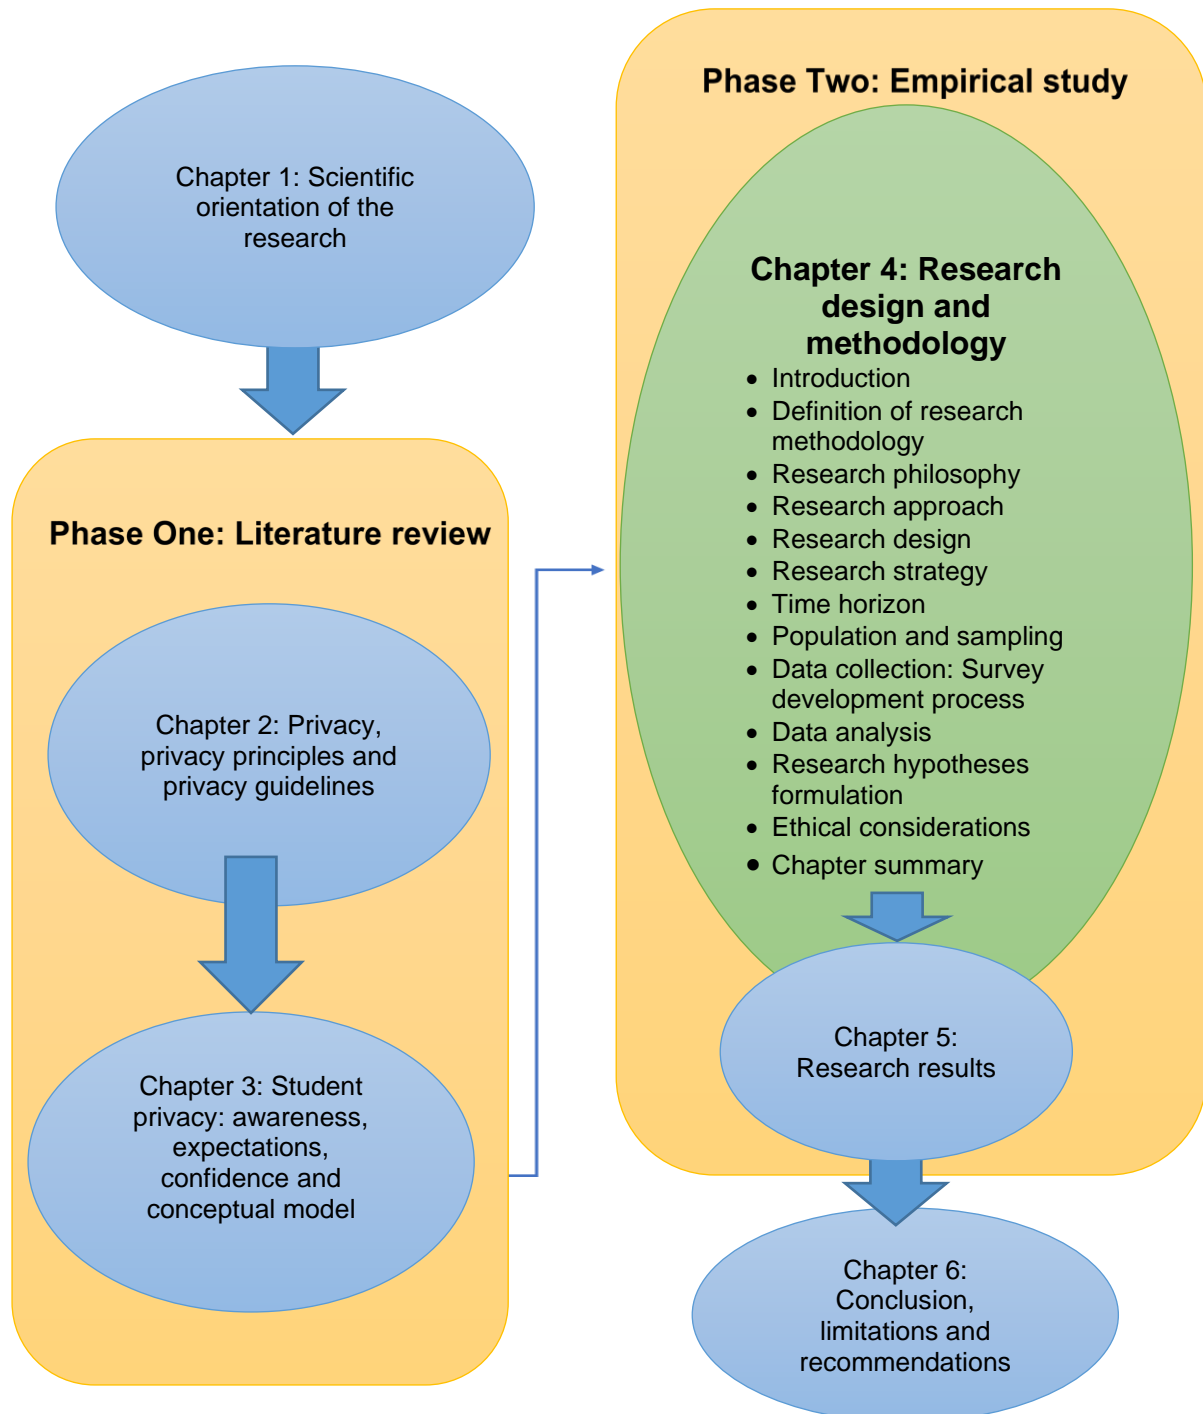 Chapter 1: Scientific
orientation of the
research
Phase One: Literature review
Chapter 2: Privacy,
privacy principles and
privacy guidelines
Chapter 3: Student
privacy: awareness,
expectations,
confidence and
conceptual model
Phase Two: Empirical study
Chapter 4: Research
design and
methodology
• Introduction
• Definition of research
methodology
• Research philosophy
• Research approach
• Research design
• Research strategy
• Time horizon
• Population and sampling
• Data collection: Survey
development process
• Data analysis
• Research hypotheses
formulation
• Ethical considerations
• Chapter summary
Chapter 5:
Research results
Chapter 6:
Conclusion,
limitations and
recommendations